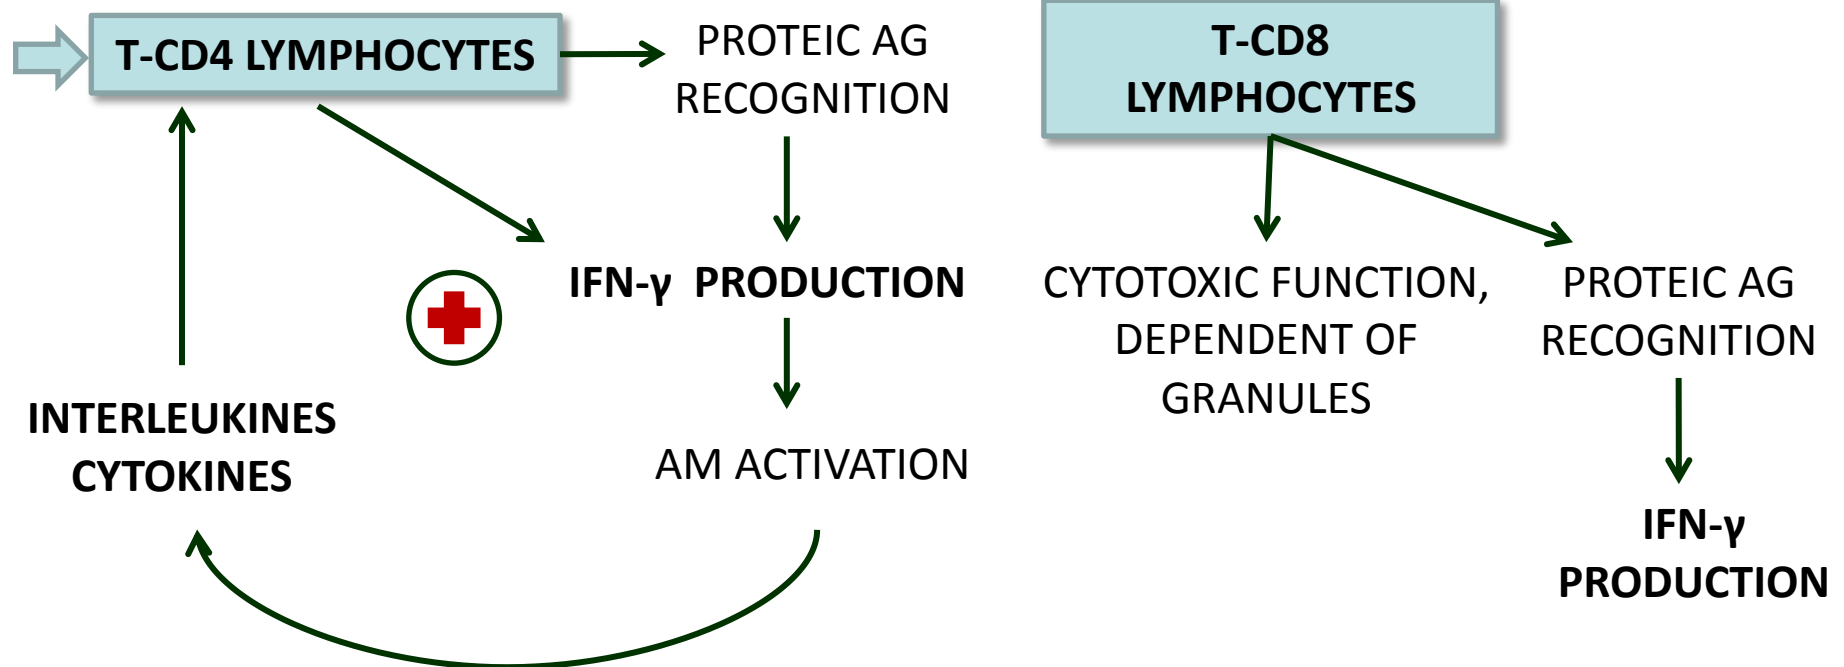 T-CD4 LYMPHOCYTES
PROTEIC AG
RECOGNITION
IFN-γ PRODUCTION
AM ACTIVATION
INTERLEUKINES
CYTOKINES
T-CD8
LYMPHOCYTES
CYTOTOXIC FUNCTION,
DEPENDENT OF
GRANULES
PROTEIC AG
RECOGNITION
IFN-γ
PRODUCTION